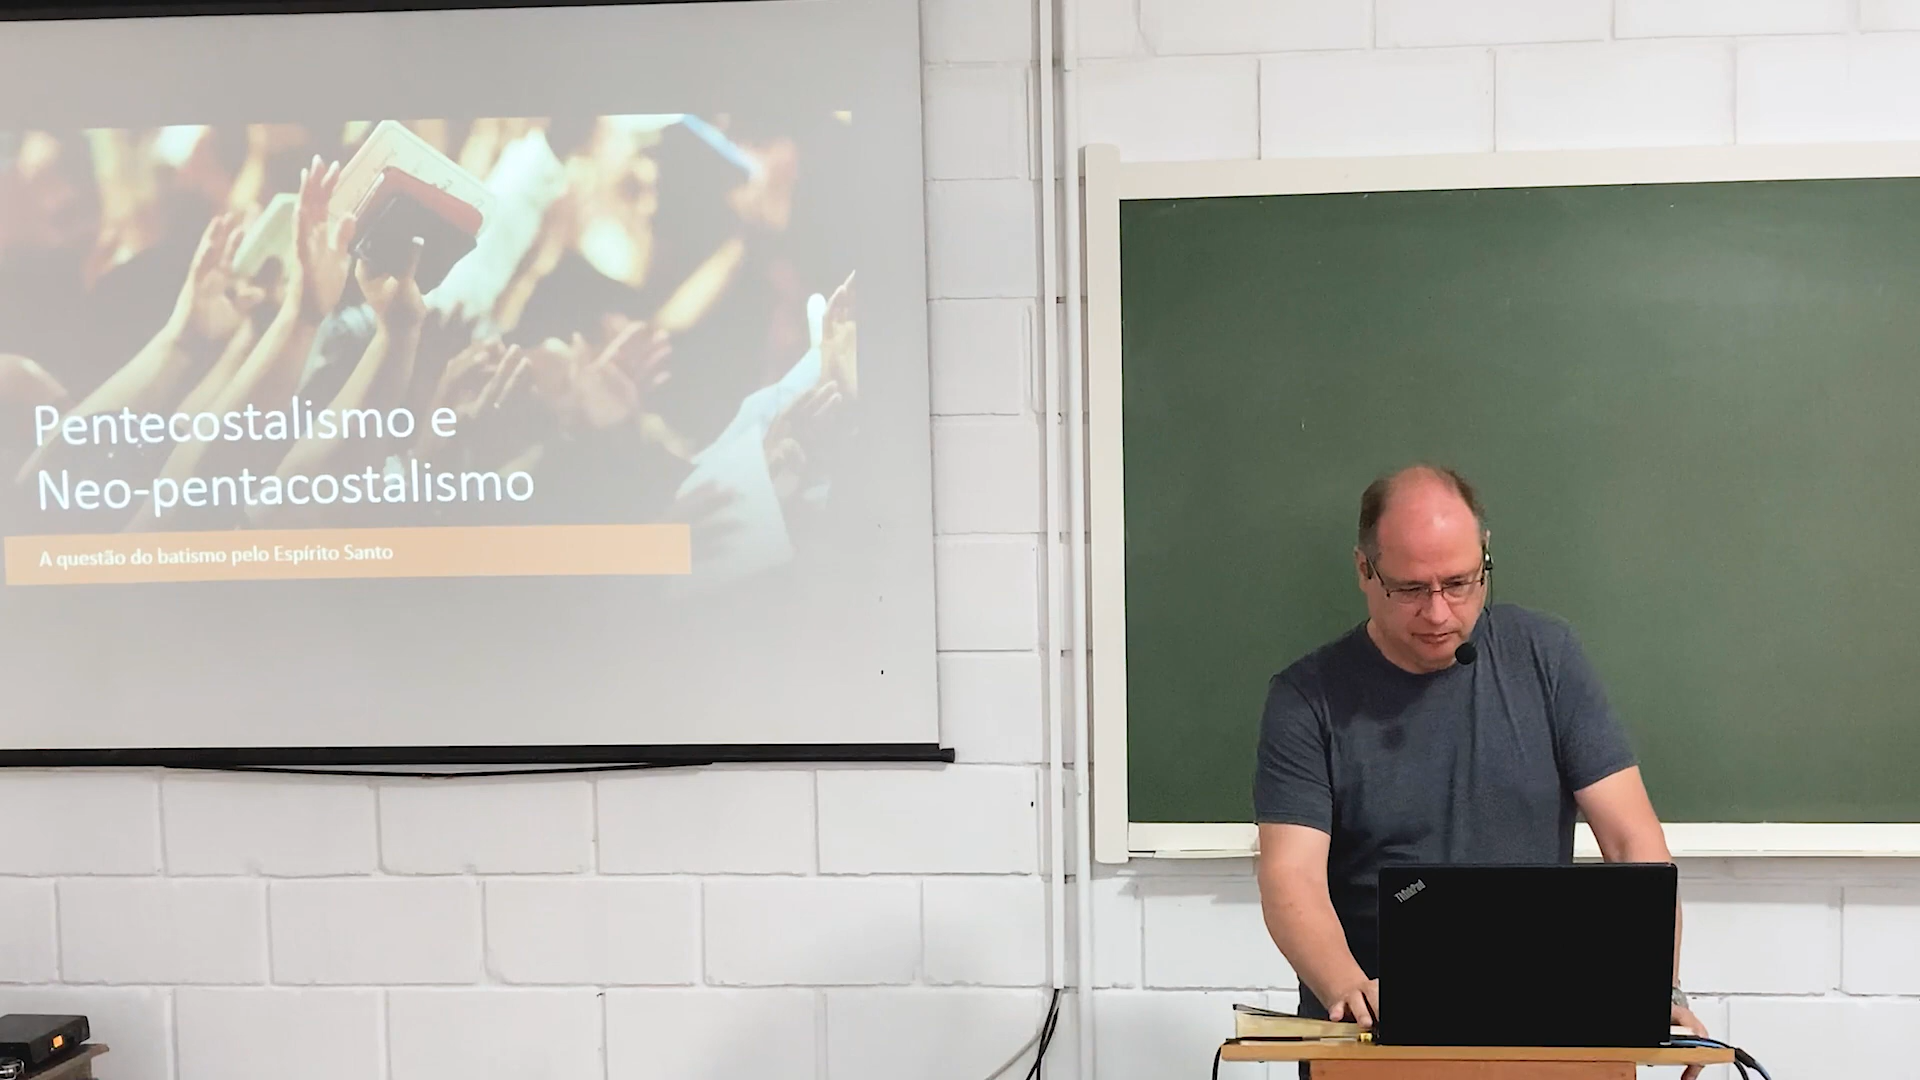 Pentecostalismo e
Neo-pentacostalismo
A questão do batismo pelo Espírito Santo
ThinkPad